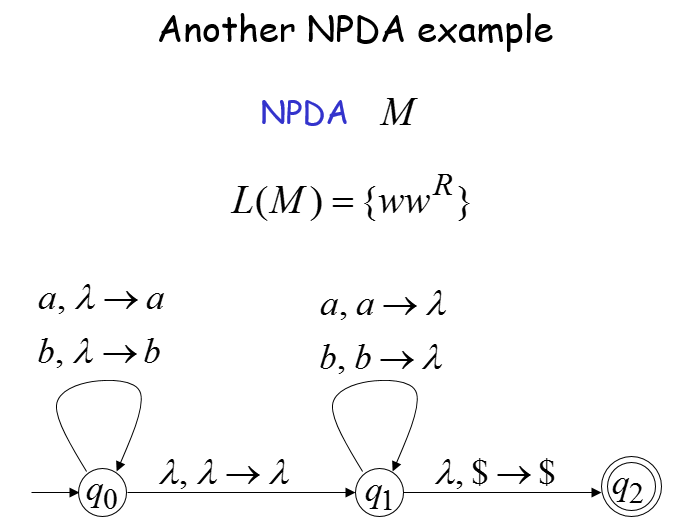 Another NPDA example
NPDA M
L(M) = {ww^R}
a, λ → a
b, λ → b
a, a → λ
b, b → λ
λ, λ → λ
λ, $ → $
q₀
q₁
q₂